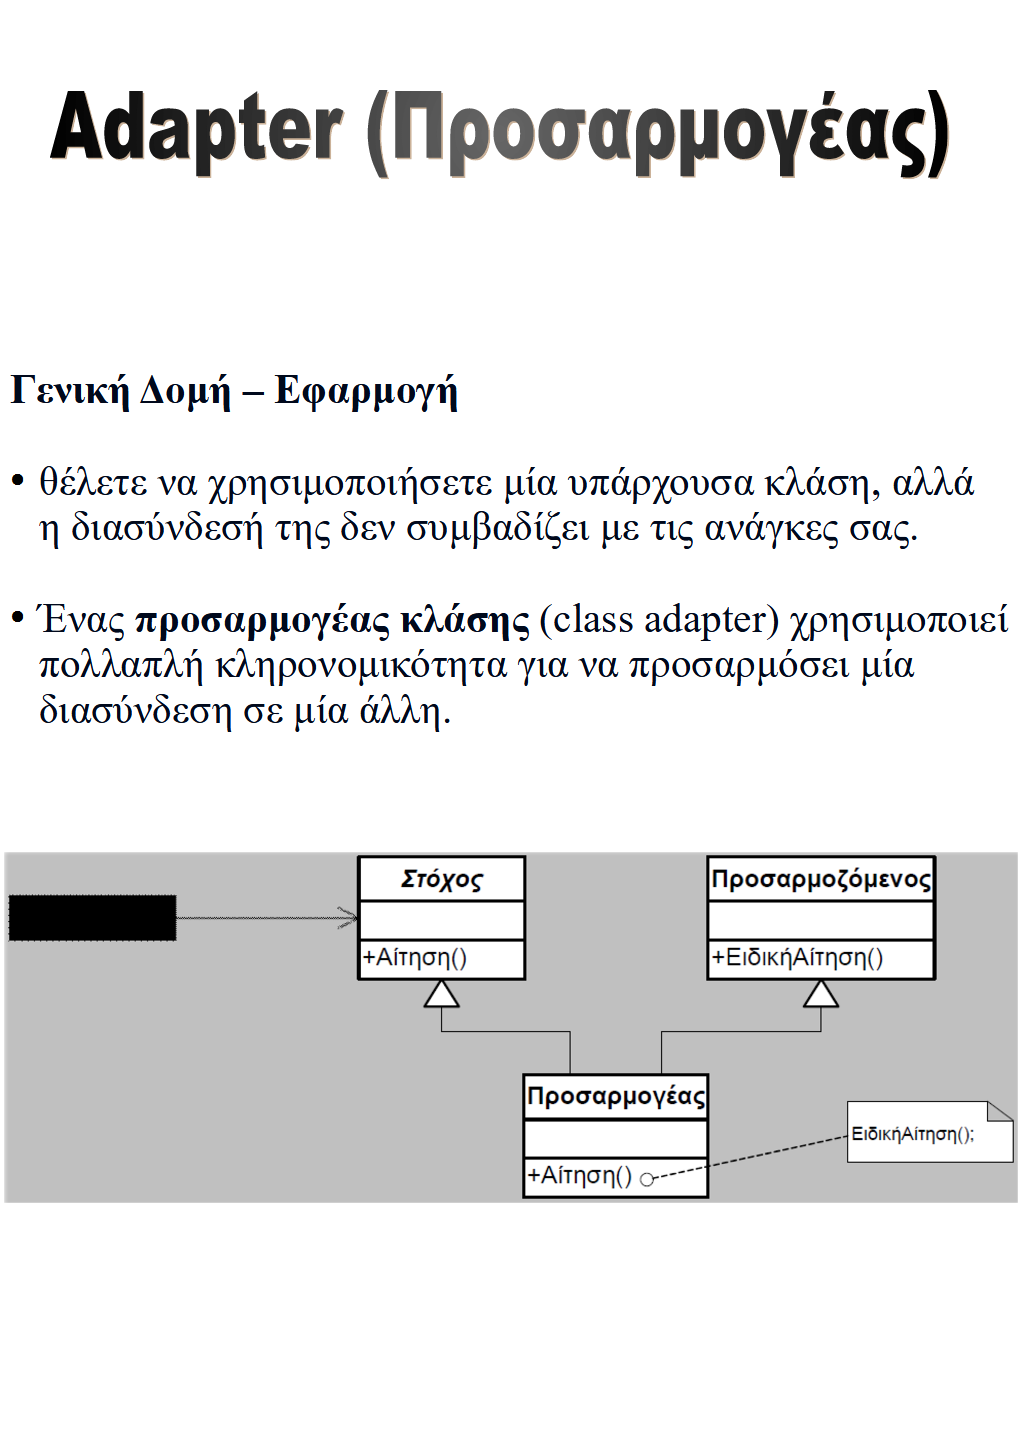 Adapter (Προσαρμογέας)
Γενική Δομή – Εφαρμογή
• θέλετε να χρησιμοποιήσετε μία υπάρχουσα κλάση, αλλά
η διασύνδεσή της δεν συμβαδίζει με τις ανάγκες σας.
• Ένας προσαρμογέας κλάσης (class adapter) χρησιμοποιεί
πολλαπλή κληρονομικότητα για να προσαρμόσει μία
διασύνδεση σε μία άλλη.
Στόχος
+Αίτηση()
Προσαρμοζόμενος
+ΕιδικήΑίτηση()
Προσαρμογέας
+Αίτηση()
ΕιδικήΑίτηση();